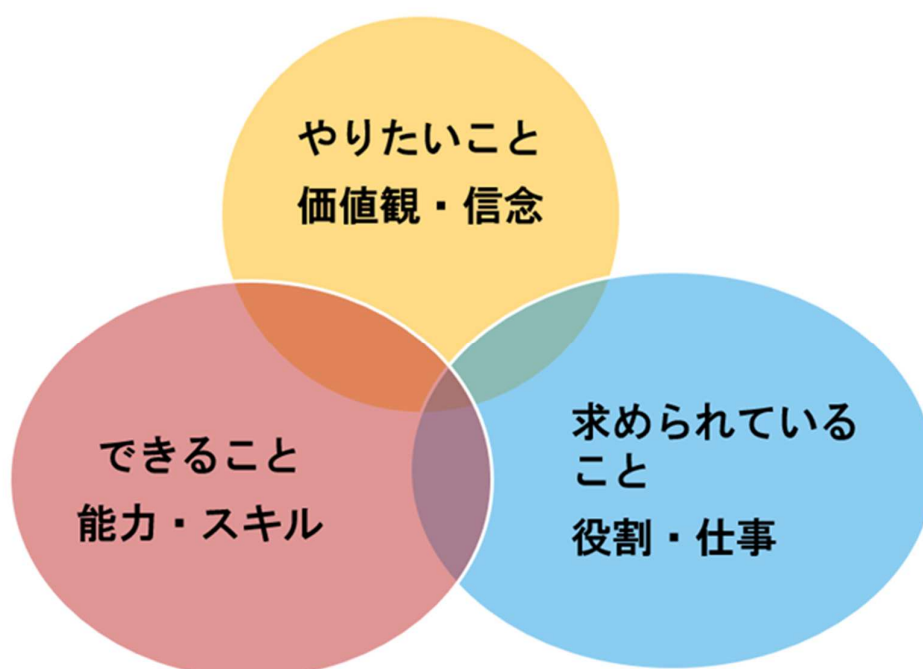 やりたいこと
価値観・信念
できること
能力・スキル
求められている
こと
役割・仕事